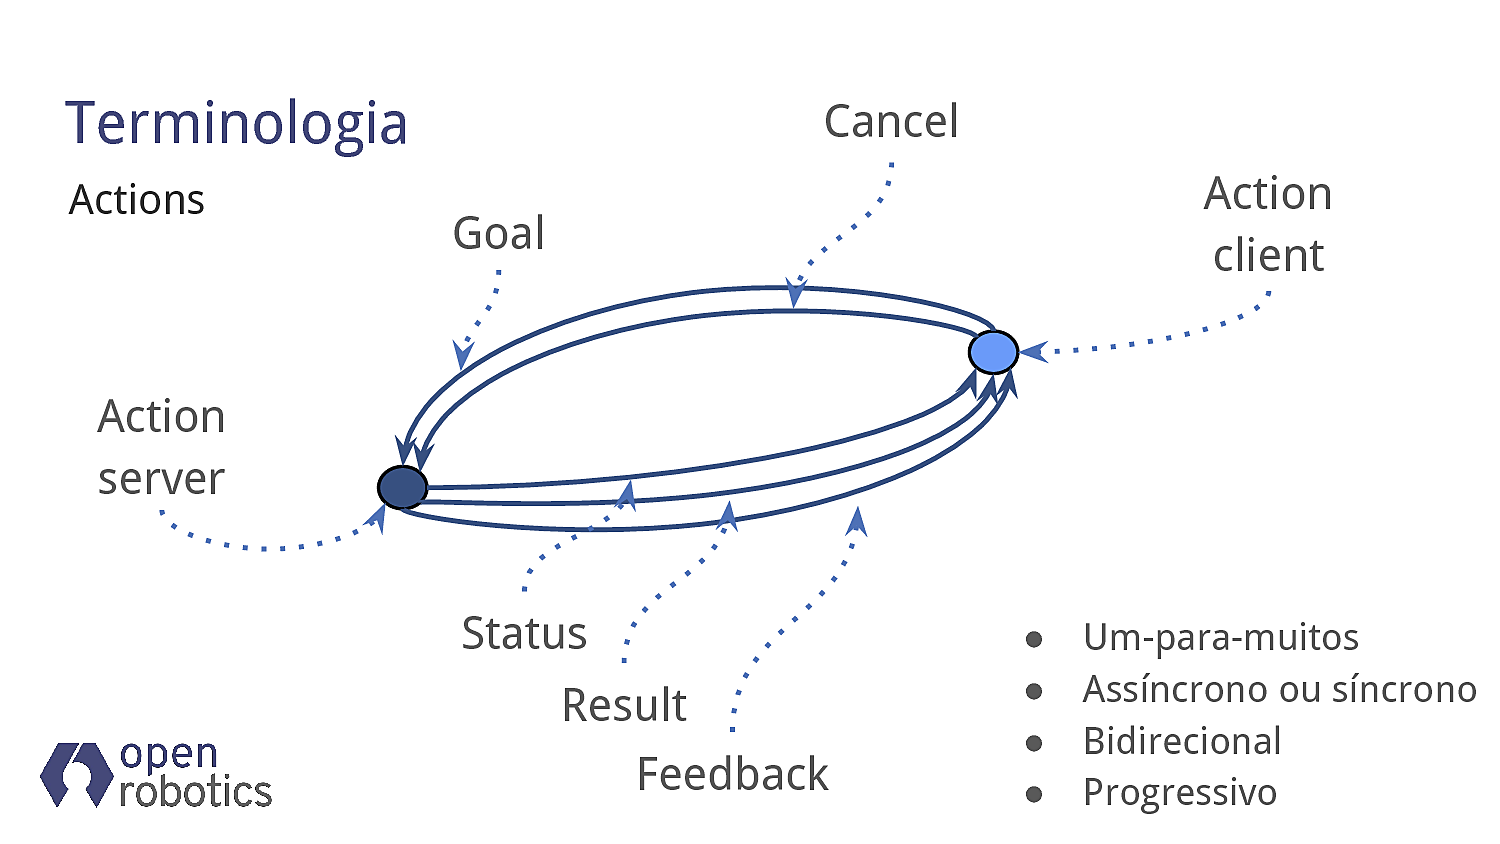 Terminologia
Actions
Cancel
Goal
Action
client
Action
server
Status
Result
Feedback
Um-para-muitos
Assíncrono ou síncrono
Bidirecional
Progressivo
open
robotics